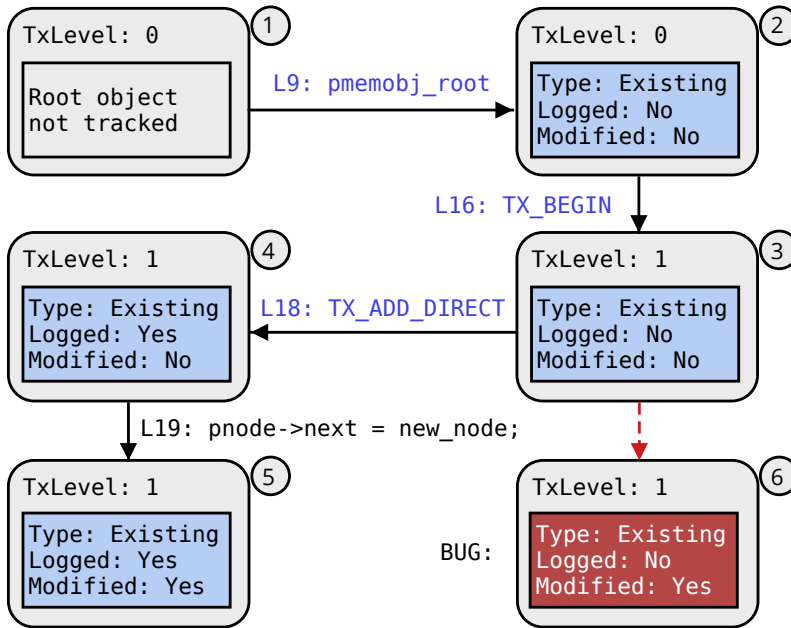 TxLevel: 0
1
Root object
not tracked
L9: pmemobj_root
TxLevel: 0
2
Type: Existing
Logged: No
Modified: No
L16: TX_BEGIN
TxLevel: 1
3
Type: Existing
Logged: No
Modified: No
L18: TX_ADD_DIRECT
TxLevel: 1
4
Type: Existing
Logged: Yes
Modified: No
L19: pnode->next = new_node;
TxLevel: 1
5
Type: Existing
Logged: Yes
Modified: Yes
BUG:
TxLevel: 1
6
Type: Existing
Logged: No
Modified: Yes